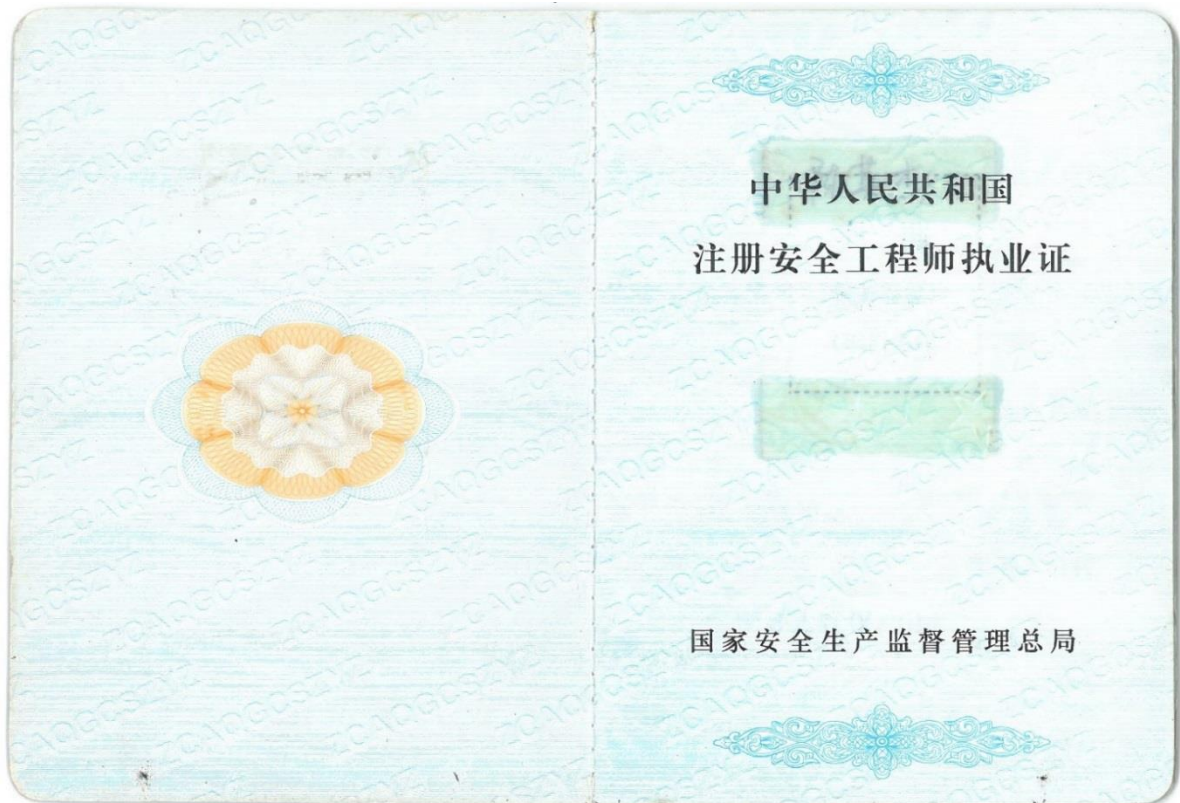 中华人民共和国
注册安全工程师执业证
国家安全生产监督管理总局